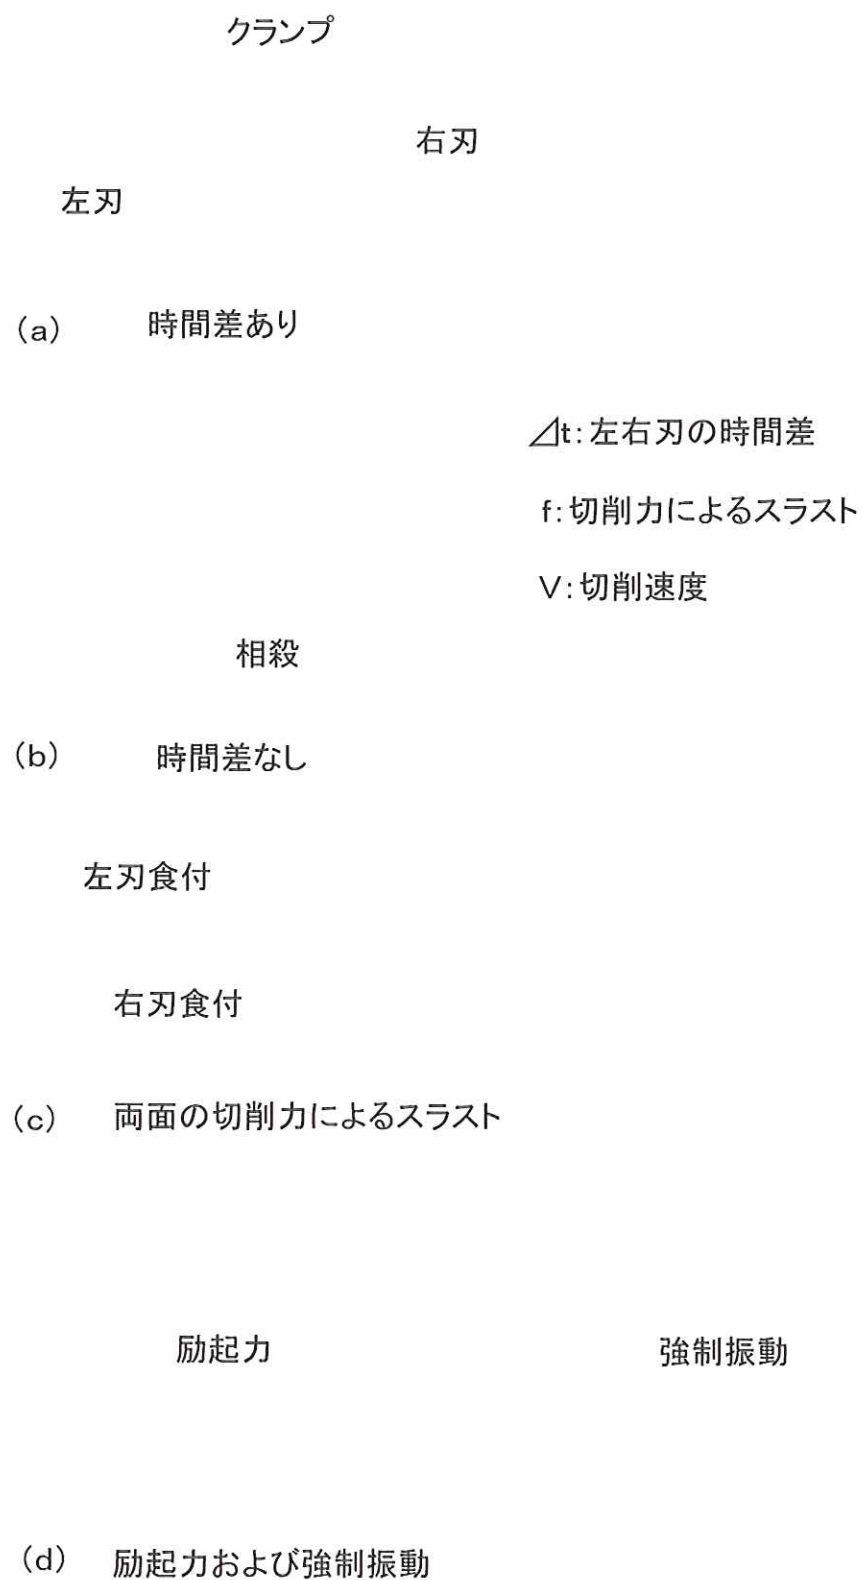 クランプ
右刃
左刃
(a) 時間差あり
⊿t:左右刃の時間差
f:切削力によるスラスト
V:切削速度
相殺
(b) 時間差なし
左刃食付
右刃食付
(c) 両面の切削力によるスラスト
励起力 強制振動
(d) 励起力および強制振動